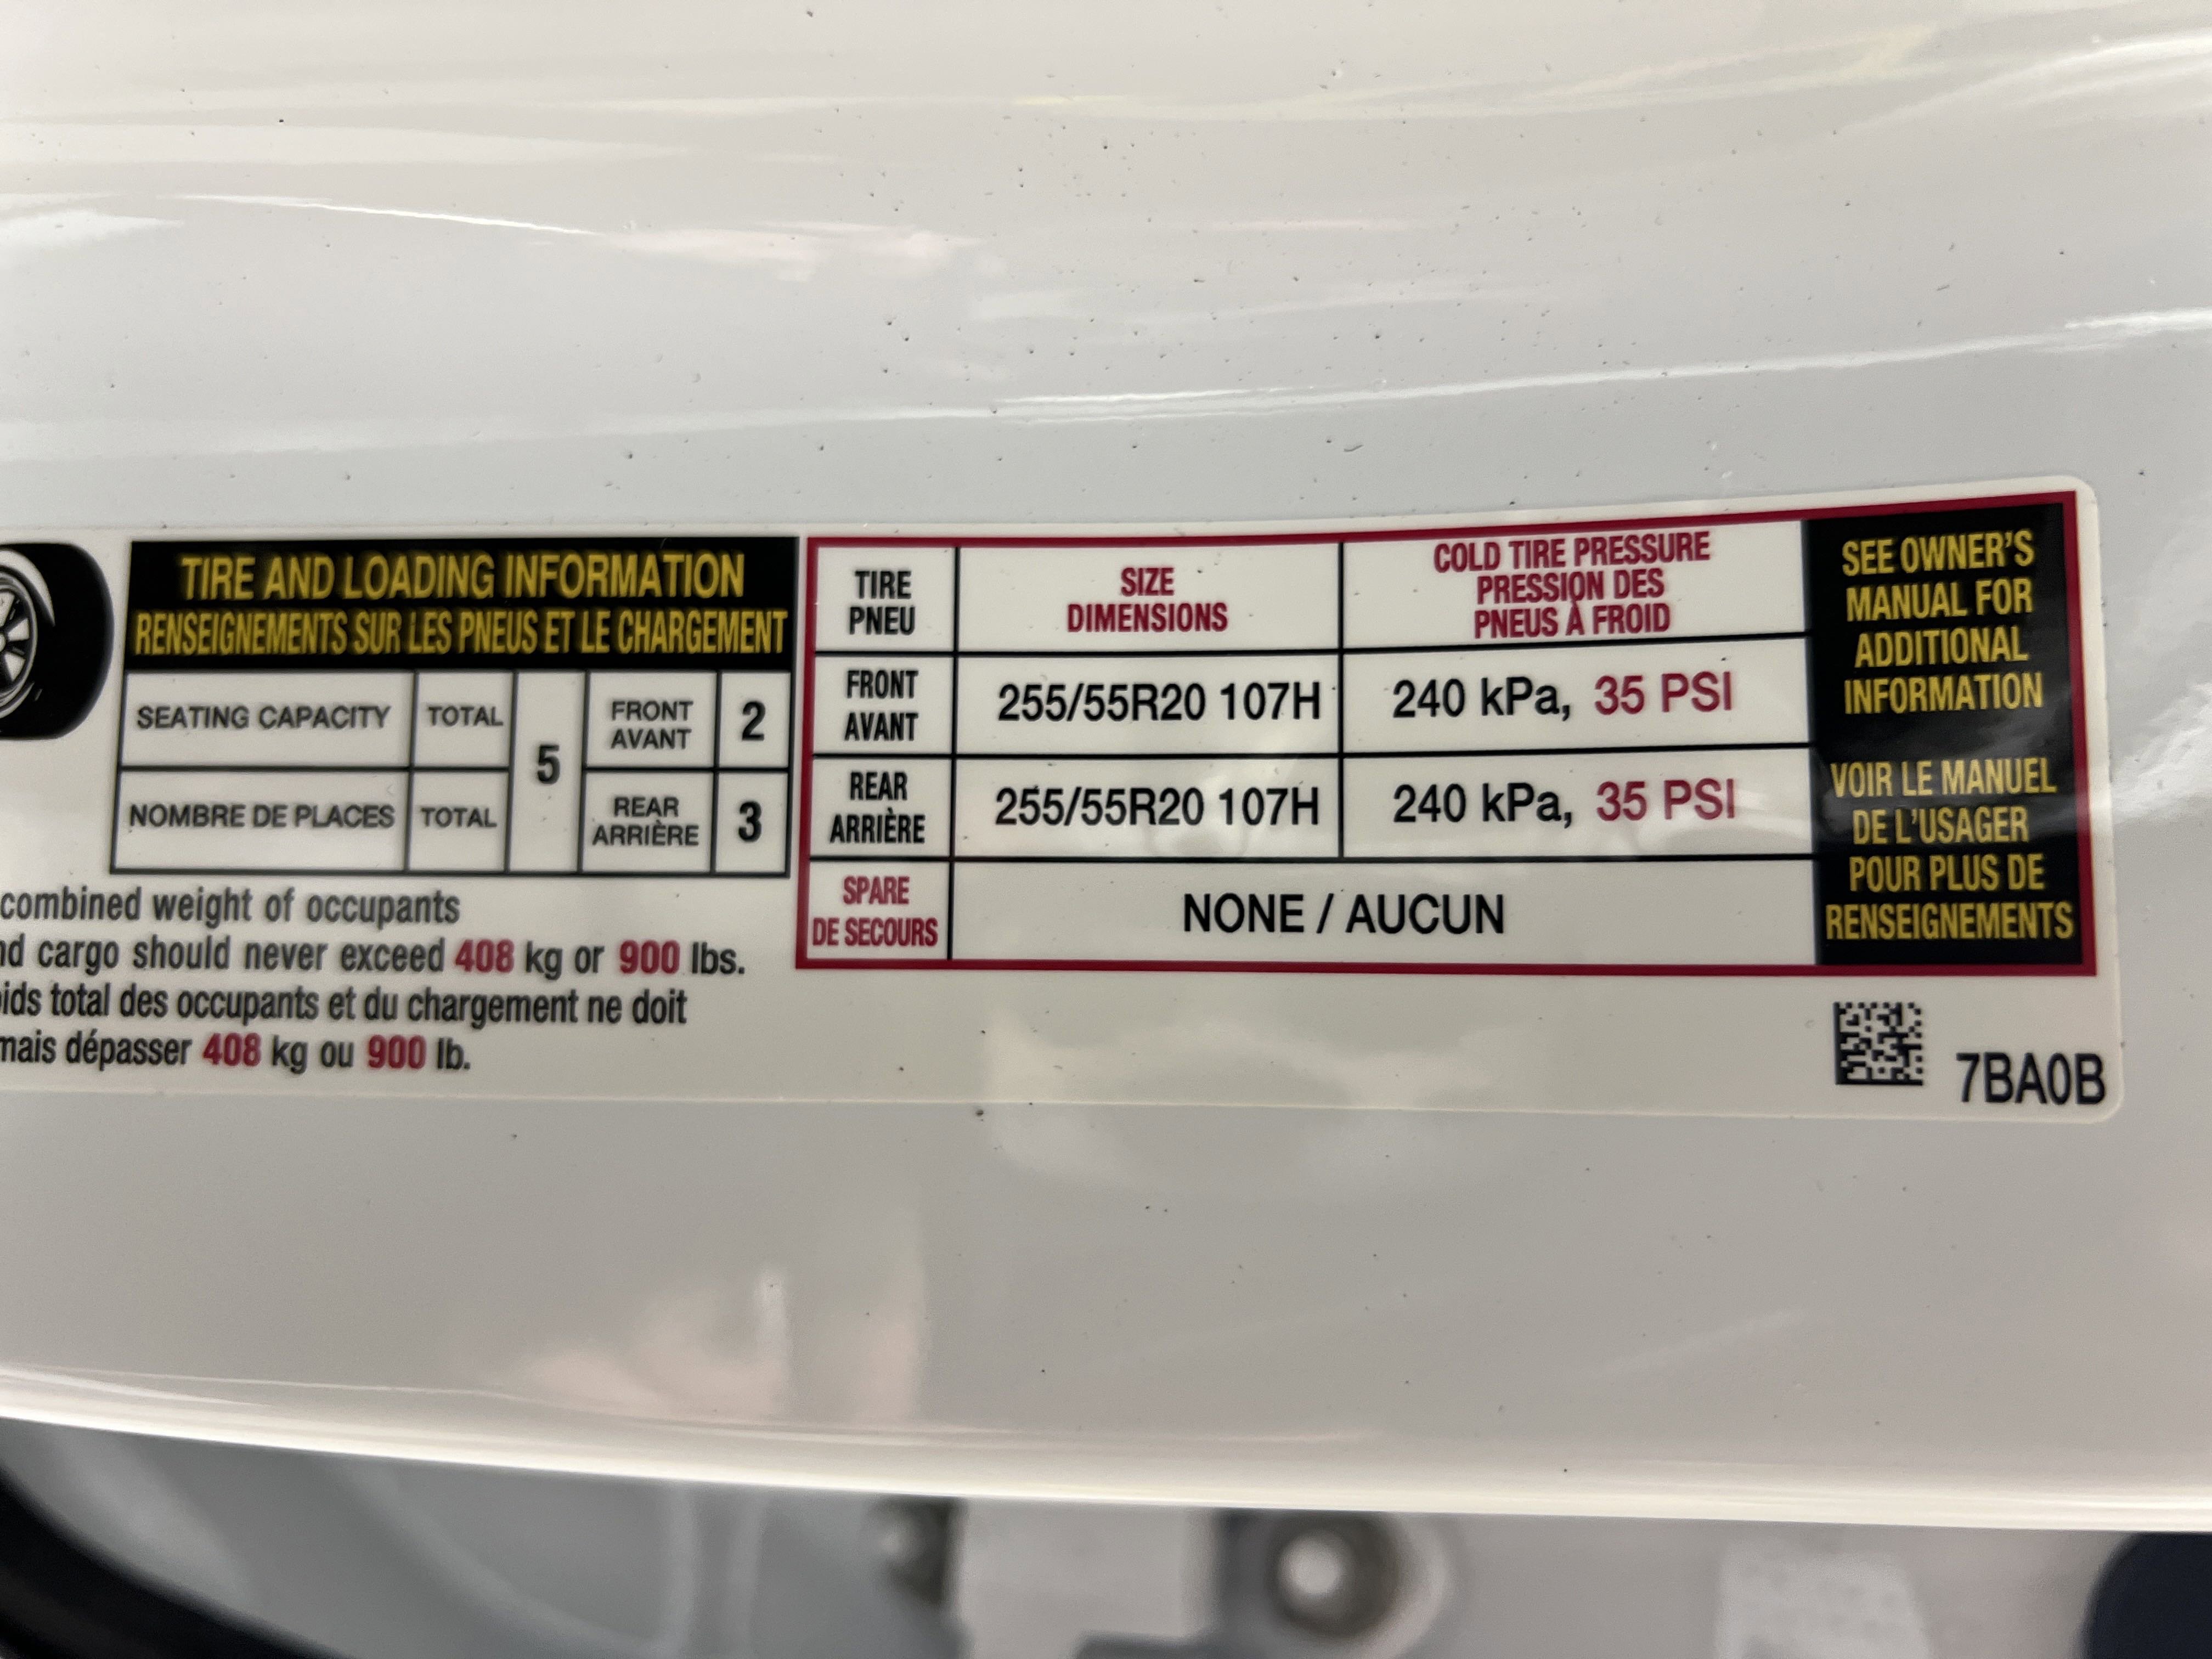 TIRE AND LOADING INFORMATION
RENSEIGNEMENTS SUR LES PNEUS ET LE CHARGEMENT
SEATING CAPACITY TOTAL 5 FRONT AVANT 2
NOMBRE DE PLACES TOTAL REAR ARRIÈRE 3
combined weight of occupants
cargo should never exceed 408 kg or 900 lbs.
total des occupants et du chargement ne doit
dépasser 408 kg ou 900 lb.
TIRE
PNEU
SIZE
DIMENSIONS
COLD TIRE PRESSURE
PRESSION DES
PNEUS À FROID
FRONT
AVANT
255/55R20 107H
240 kPa, 35 PSI
REAR
ARRIÈRE
255/55R20 107H
240 kPa, 35 PSI
SPARE
DE SECOURS
NONE / AUCUN
SEE OWNER'S
MANUAL FOR
ADDITIONAL
INFORMATION
VOIR LE MANUEL
DE L'USAGER
POUR PLUS DE
RENSEIGNEMENTS
7BA0B